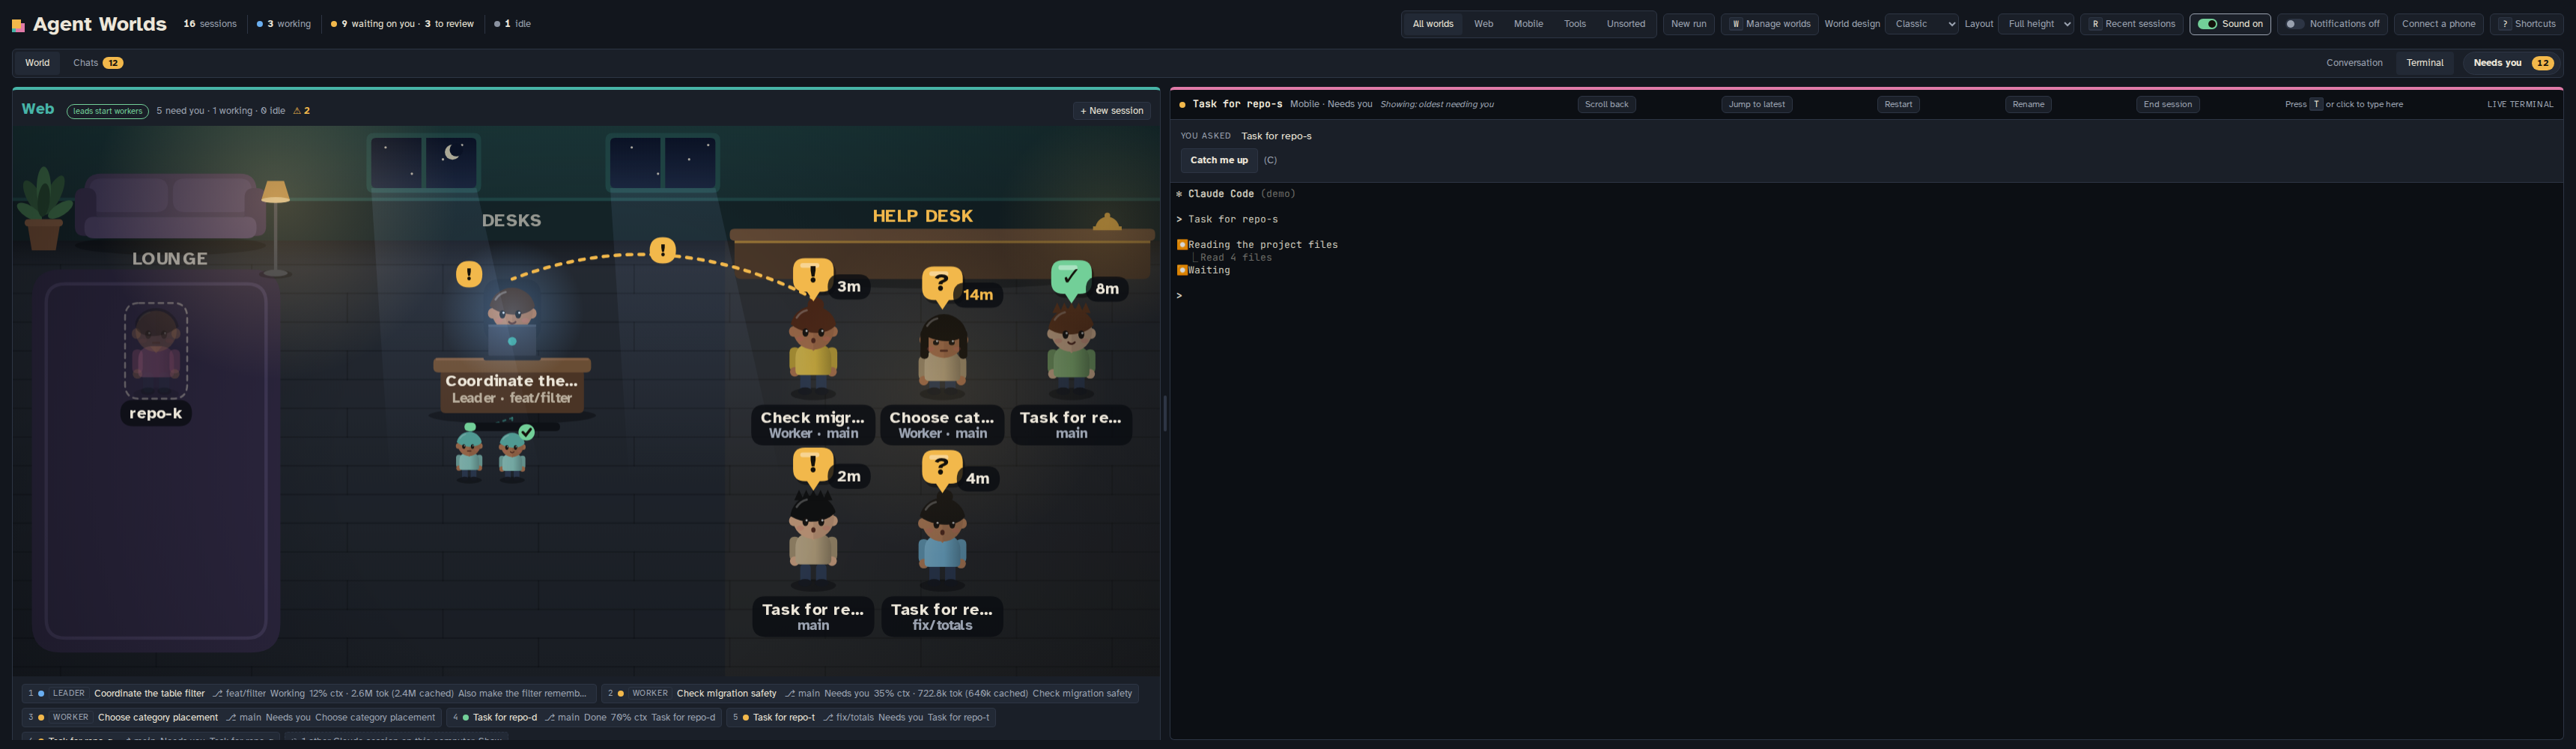 Agent Worlds 16 sessions 3 working 9 waiting on you · 3 to review 1 idle All worlds Web Mobile Tools Unsorted New run W Manage worlds World design Classic Layout Full height R Recent sessions Sound on Notifications off Connect a phone ? Shortcuts
World Chats 12 Conversation Terminal Needs you 12
Web leads start workers 5 need you · 1 working · 0 idle ⚠ 2 + New session
Task for repo-s Mobile · Needs you Showing: oldest needing you Scroll back Jump to latest Restart Rename End session Press T or click to type here LIVE TERMINAL
YOU ASKED Task for repo-s
Catch me up (C)
✻ Claude Code (demo)
> Task for repo-s
Reading the project files
⎿ Read 4 files
Waiting
>
DESKS
HELP DESK
LOUNGE
! ! ! 3m ? 14m ✓ 8m
repo-k
Coordinate the...
Leader · feat/filter
Check migr...
Worker · main
Choose cat...
Worker · main
Task for re...
main
! 2m ? 4m
Task for re...
main
Task for re...
fix/totals
1 LEADER Coordinate the table filter ⎇ feat/filter Working 12% ctx · 2.6M tok (2.4M cached) Also make the filter rememb...
2 WORKER Check migration safety ⎇ main Needs you 35% ctx · 722.8k tok (640k cached) Check migration safety
3 WORKER Choose category placement ⎇ main Needs you Choose category placement
4 Task for repo-d ⎇ main Done 70% ctx Task for repo-d
5 Task for repo-t ⎇ fix/totals Needs you Task for repo-t